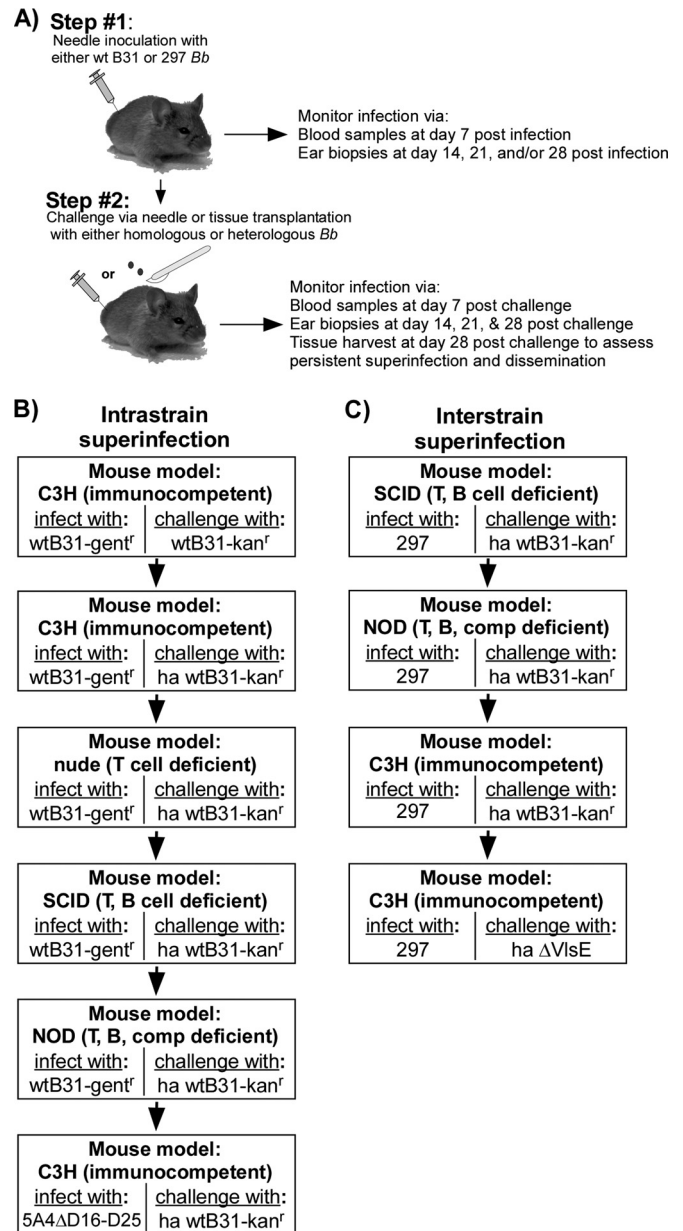 A)
Step #1:
Needle inoculation with
either wt B31 or 297 Bb
Monitor infection via:
Blood samples at day 7 post infection
Ear biopsies at day 14, 21, and/or 28 post infection
Step #2:
Challenge via needle or tissue transplantation
with either homologous or heterologous Bb
or
Monitor infection via:
Blood samples at day 7 post challenge
Ear biopsies at day 14, 21, & 28 post challenge
Tissue harvest at day 28 post challenge to assess
persistent superinfection and dissemination
B)
Intrastrain
superinfection
Mouse model:
C3H (immunocompetent)
infect with: challenge with:
wtB31-gentʳ wtB31-kanʳ
Mouse model:
C3H (immunocompetent)
infect with: challenge with:
wtB31-gentʳ ha wtB31-kanʳ
Mouse model:
nude (T cell deficient)
infect with: challenge with:
wtB31-gentʳ ha wtB31-kanʳ
Mouse model:
SCID (T, B cell deficient)
infect with: challenge with:
wtB31-gentʳ ha wtB31-kanʳ
Mouse model:
NOD (T, B, comp deficient)
infect with: challenge with:
wtB31-gentʳ ha wtB31-kanʳ
Mouse model:
C3H (immunocompetent)
infect with: challenge with:
5A4ΔD16-D25 ha wtB31-kanʳ
C)
Interstrain
superinfection
Mouse model:
SCID (T, B cell deficient)
infect with: challenge with:
297 ha wtB31-kanʳ
Mouse model:
NOD (T, B, comp deficient)
infect with: challenge with:
297 ha wtB31-kanʳ
Mouse model:
C3H (immunocompetent)
infect with: challenge with:
297 ha wtB31-kanʳ
Mouse model:
C3H (immunocompetent)
infect with: challenge with:
297 ha ΔVlsE